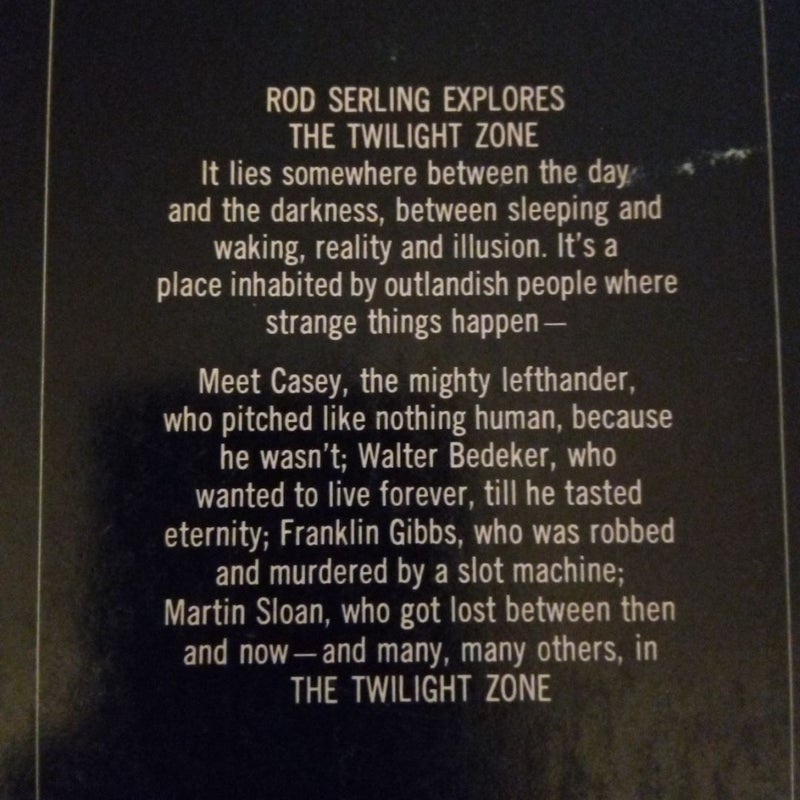 ROD SERLING EXPLORES
THE TWILIGHT ZONE
It lies somewhere between the day
and the darkness, between sleeping and
waking, reality and illusion. It's a
place inhabited by outlandish people where
strange things happen—
Meet Casey, the mighty lefthander,
who pitched like nothing human, because
he wasn't; Walter Bedeker, who
wanted to live forever, till he tasted
eternity; Franklin Gibbs, who was robbed
and murdered by a slot machine;
Martin Sloan, who got lost between then
and now—and many, many others, in
THE TWILIGHT ZONE